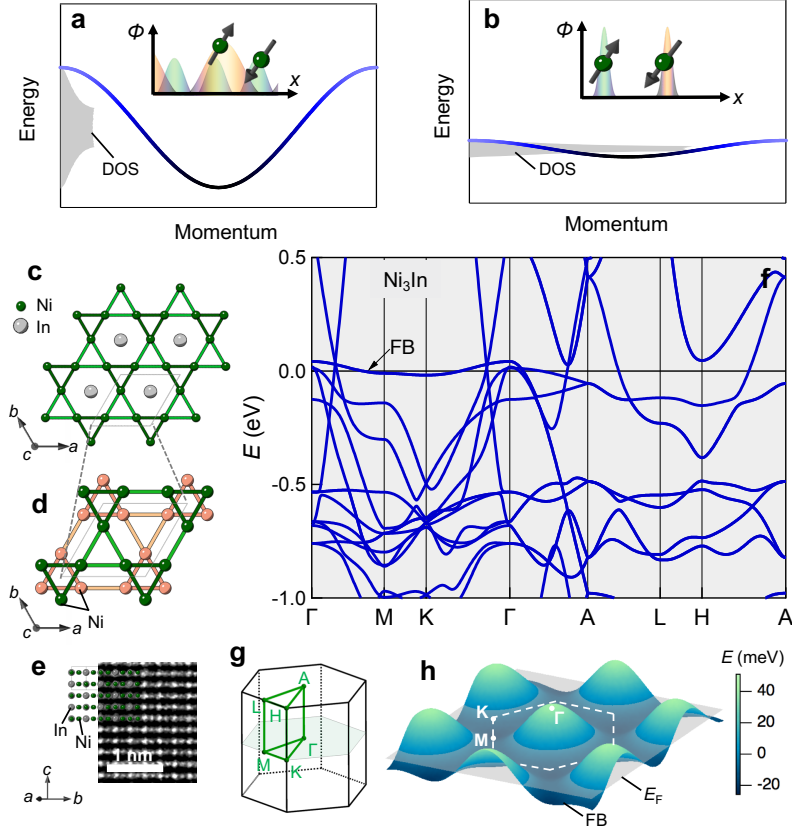 a
Φ
x
Energy
DOS
Momentum
b
Φ
x
Energy
DOS
Momentum
c
Ni
In
b
c
a
d
b
c
a
Ni
e
In
Ni
1 nm
c
a
b
f
Ni₃In
FB
E (eV)
0.5
0.0
-0.5
-1.0
Γ
M
K
Γ
A
L
H
A
g
A
L
H
Γ
M
K
h
K
Γ
M
E (meV)
40
20
0
-20
E_F
FB